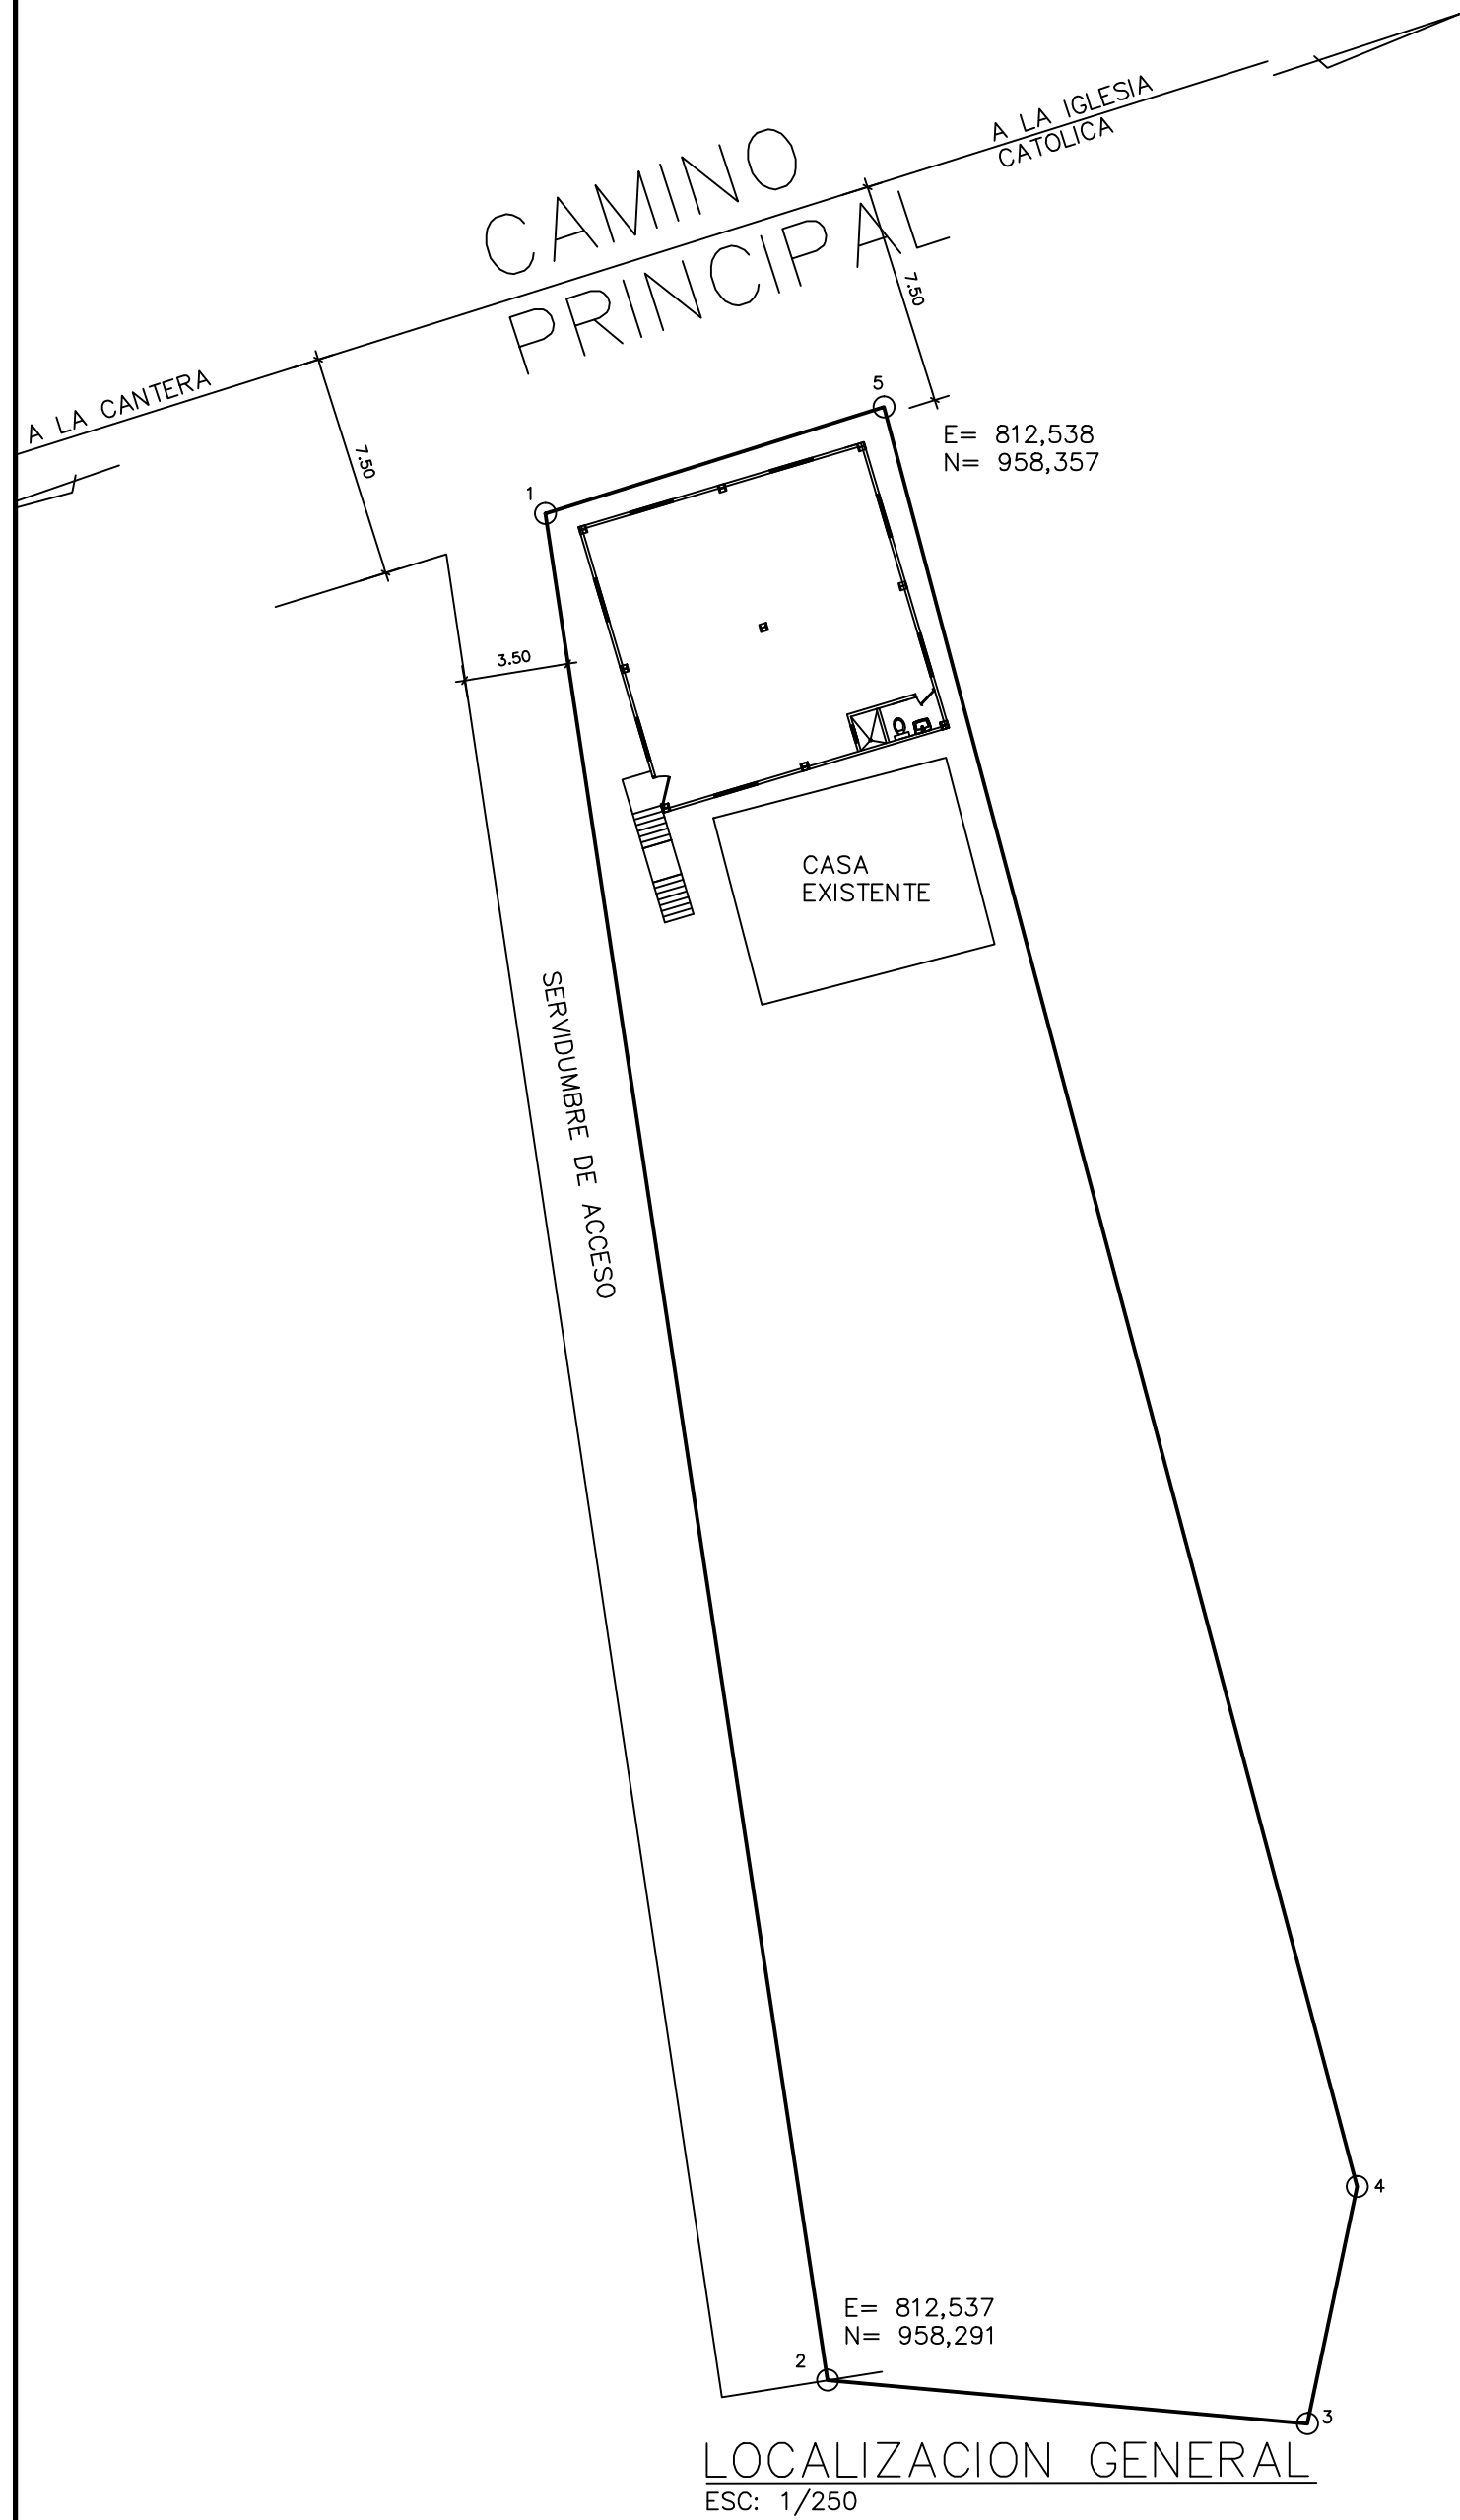 A LA IGLESIA
CATOLICA
CAMINO
PRINCIPAL
7.50
A LA CANTERA
7.50
5
E= 812,538
N= 958,357
1
3.50
CASA
EXISTENTE
SERVIDUMBRE DE ACCESO
4
E= 812,537
N= 958,291
2
3
LOCALIZACION GENERAL
ESC: 1/250